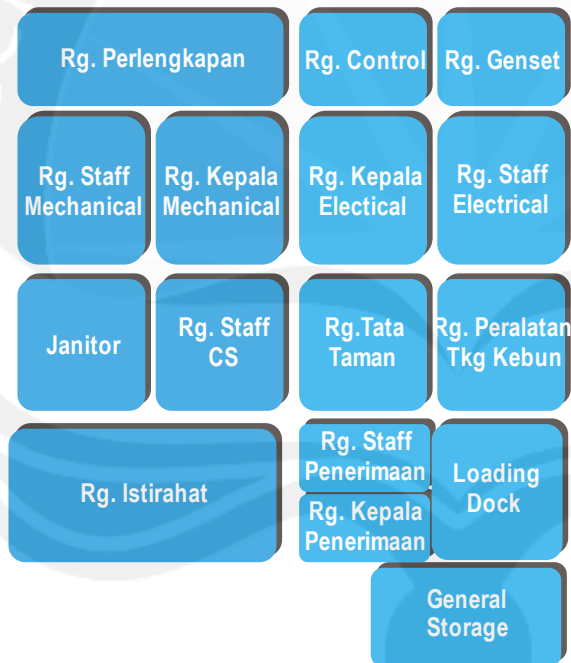 Rg. Perlengkapan
Rg. Control
Rg. Genset
Rg. Staff
Mechanical
Rg. Kepala
Mechanical
Rg. Kepala
Electical
Rg. Staff
Electrical
Janitor
Rg. Staff
CS
Rg.Tata
Taman
Rg. Peralatan
Tkg Kebun
Rg. Istirahat
Rg. Staff
Penerimaan
Rg. Kepala
Penerimaan
Loading
Dock
General
Storage